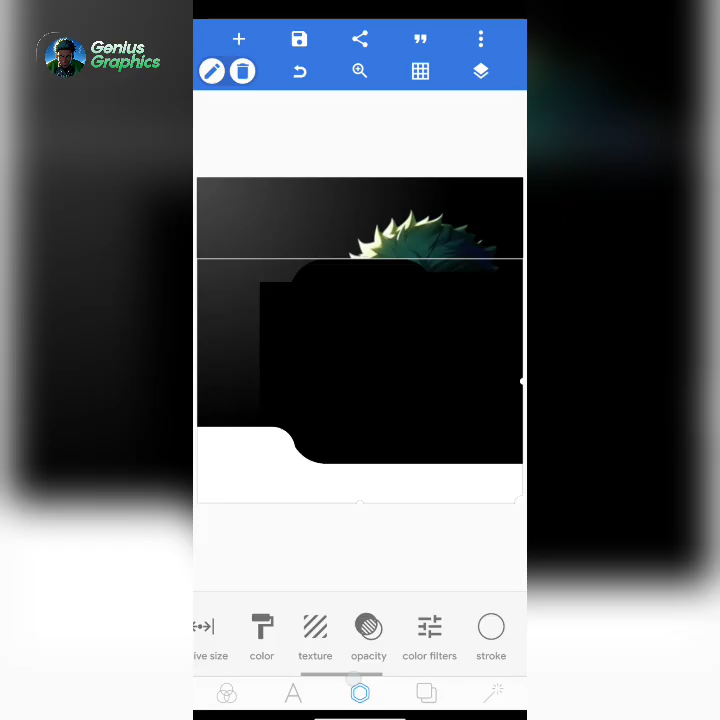 Genius
Graphics
ive size
color
texture
opacity
color filters
stroke